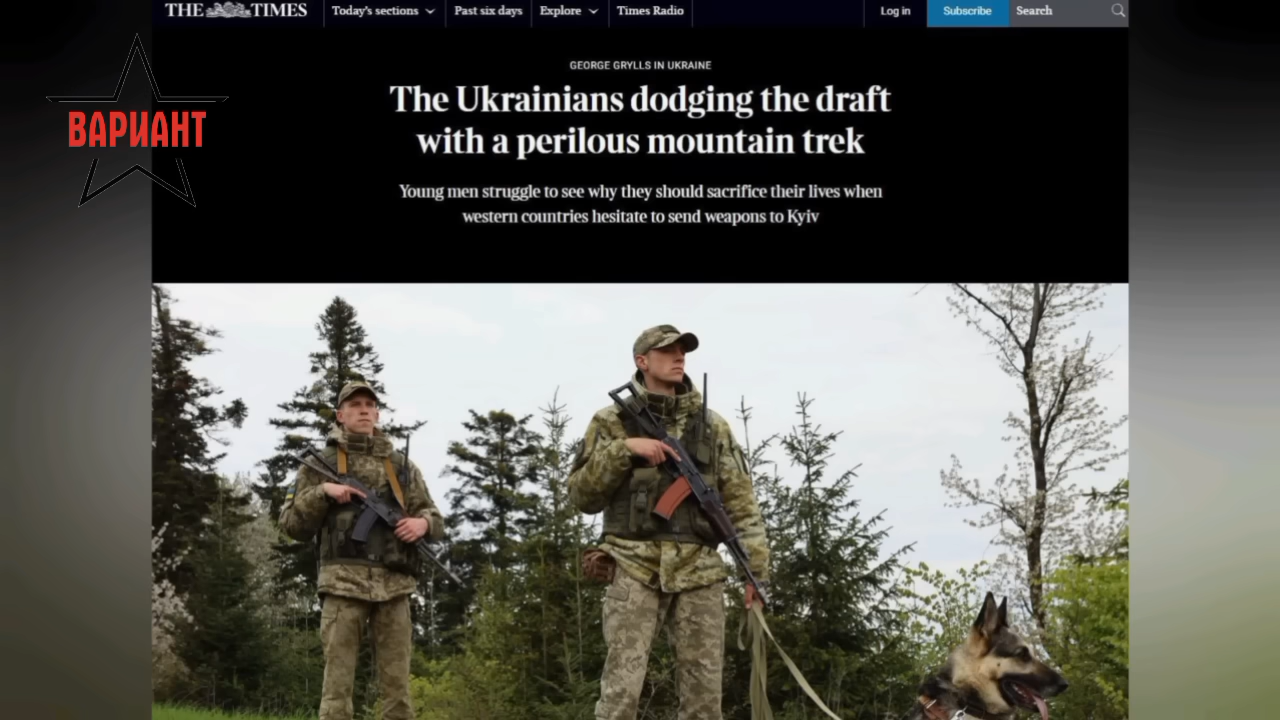 THE TIMES
Today's sections
Past six days
Explore
Times Radio
Log in
Subscribe
Search
ВАРИАНТ
GEORGE GRYLLS IN UKRAINE
The Ukrainians dodging the draft
with a perilous mountain trek
Young men struggle to see why they should sacrifice their lives when
western countries hesitate to send weapons to Kyiv